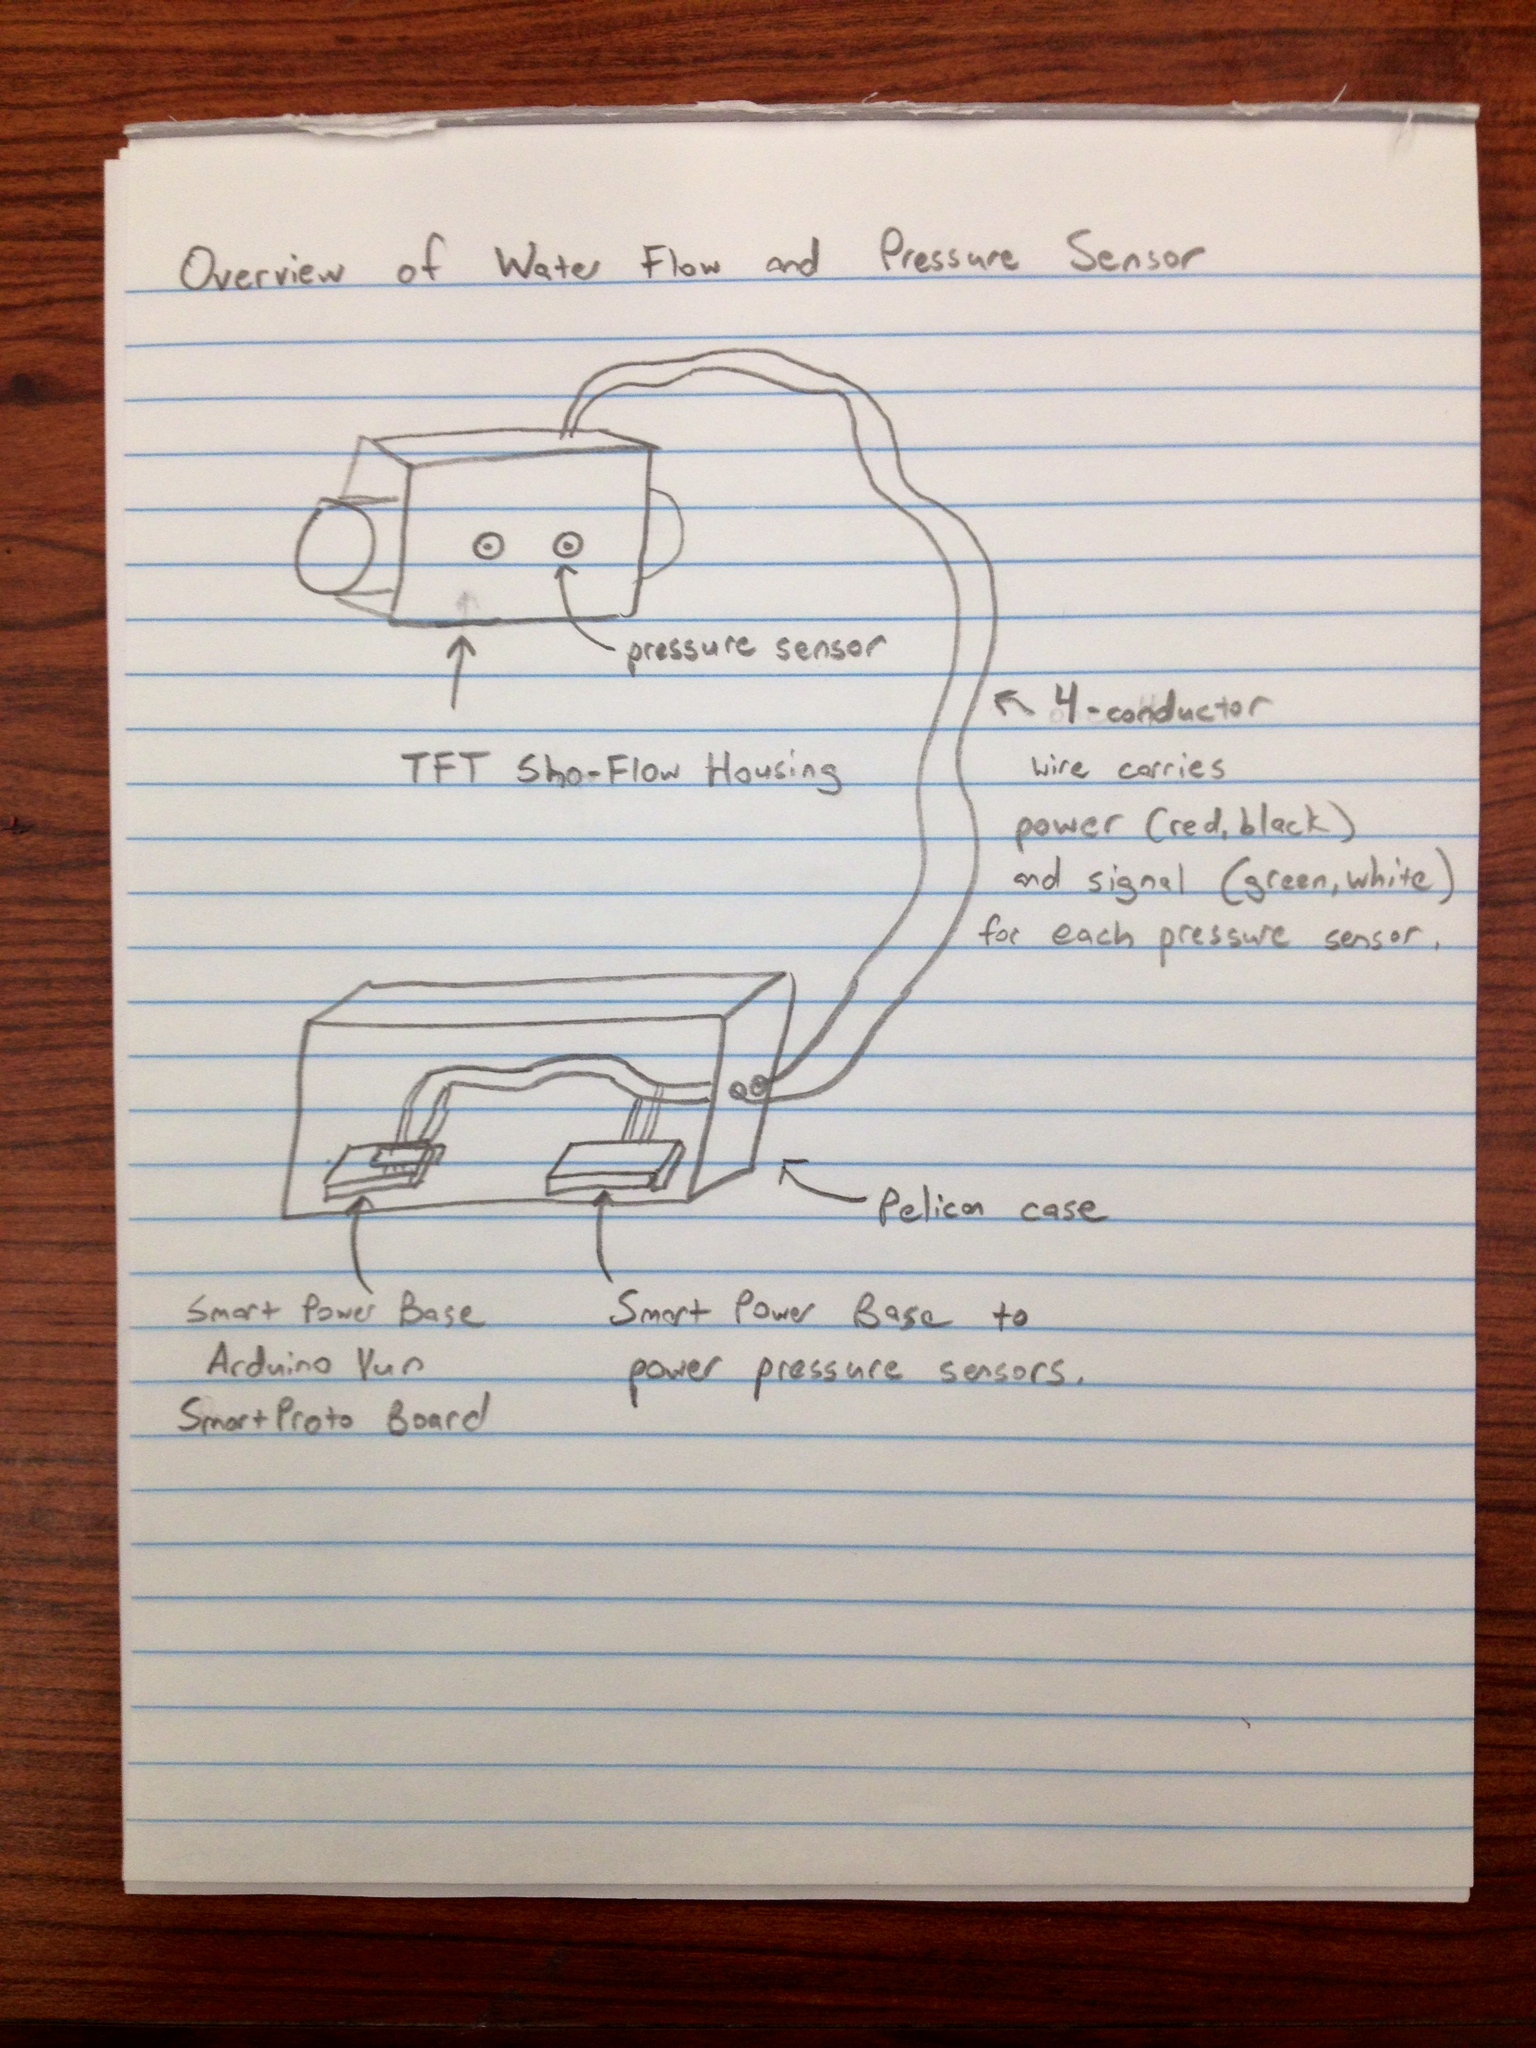 Overview of Water Flow and Pressure Sensor
pressure sensor
TFT Sho-Flow Housing
4-conductor
wire carries
power (red, black)
and signal (green, white)
for each pressure sensor.
Pelican case
Smart Power Base
Arduino Yun
SmartProto Board
Smart Power Base to
power pressure sensors.